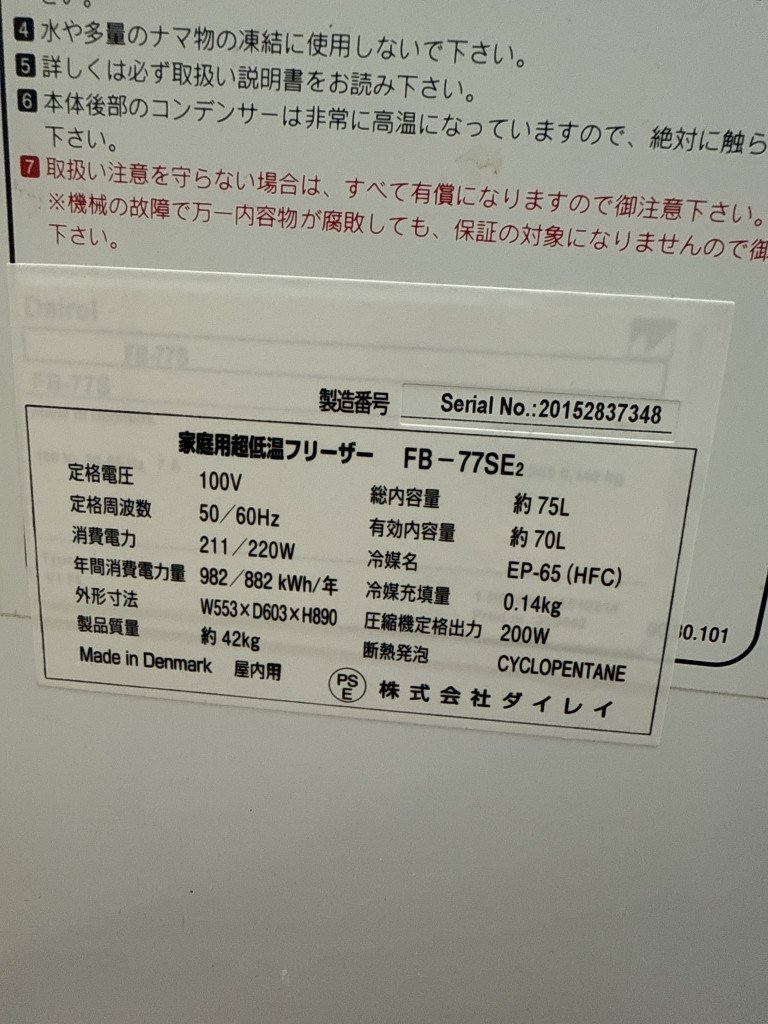 4 水や多量のナマ物の凍結に使用しないで下さい。
5 詳しくは必ず取扱い説明書をお読み下さい。
6 本体後部のコンデンサーは非常に高温になっていますので、絶対に触ら
下さい。
7 取扱い注意を守らない場合は、すべて有償になりますので御注意下さい。
※機械の故障で万一内容物が腐敗しても、保証の対象になりませんので御
下さい。
Dairei
FB-77S
FB-77S
製造番号 Serial No.:20152837348
家庭用超低温フリーザー FB-77SE2
定格電圧 100V
定格周波数 50/60Hz
消費電力 211/220W
年間消費電力量 982/882 kWh/年
外形寸法 W553×D603×H890
製品質量 約 42kg
総内容量 約 75L
有効内容量 約 70L
冷媒名 EP-65 (HFC)
冷媒充填量 0.14kg
圧縮機定格出力 200W
断熱発泡 CYCLOPENTANE
Made in Denmark 屋内用
PSE 株式会社ダイレイ
30.101